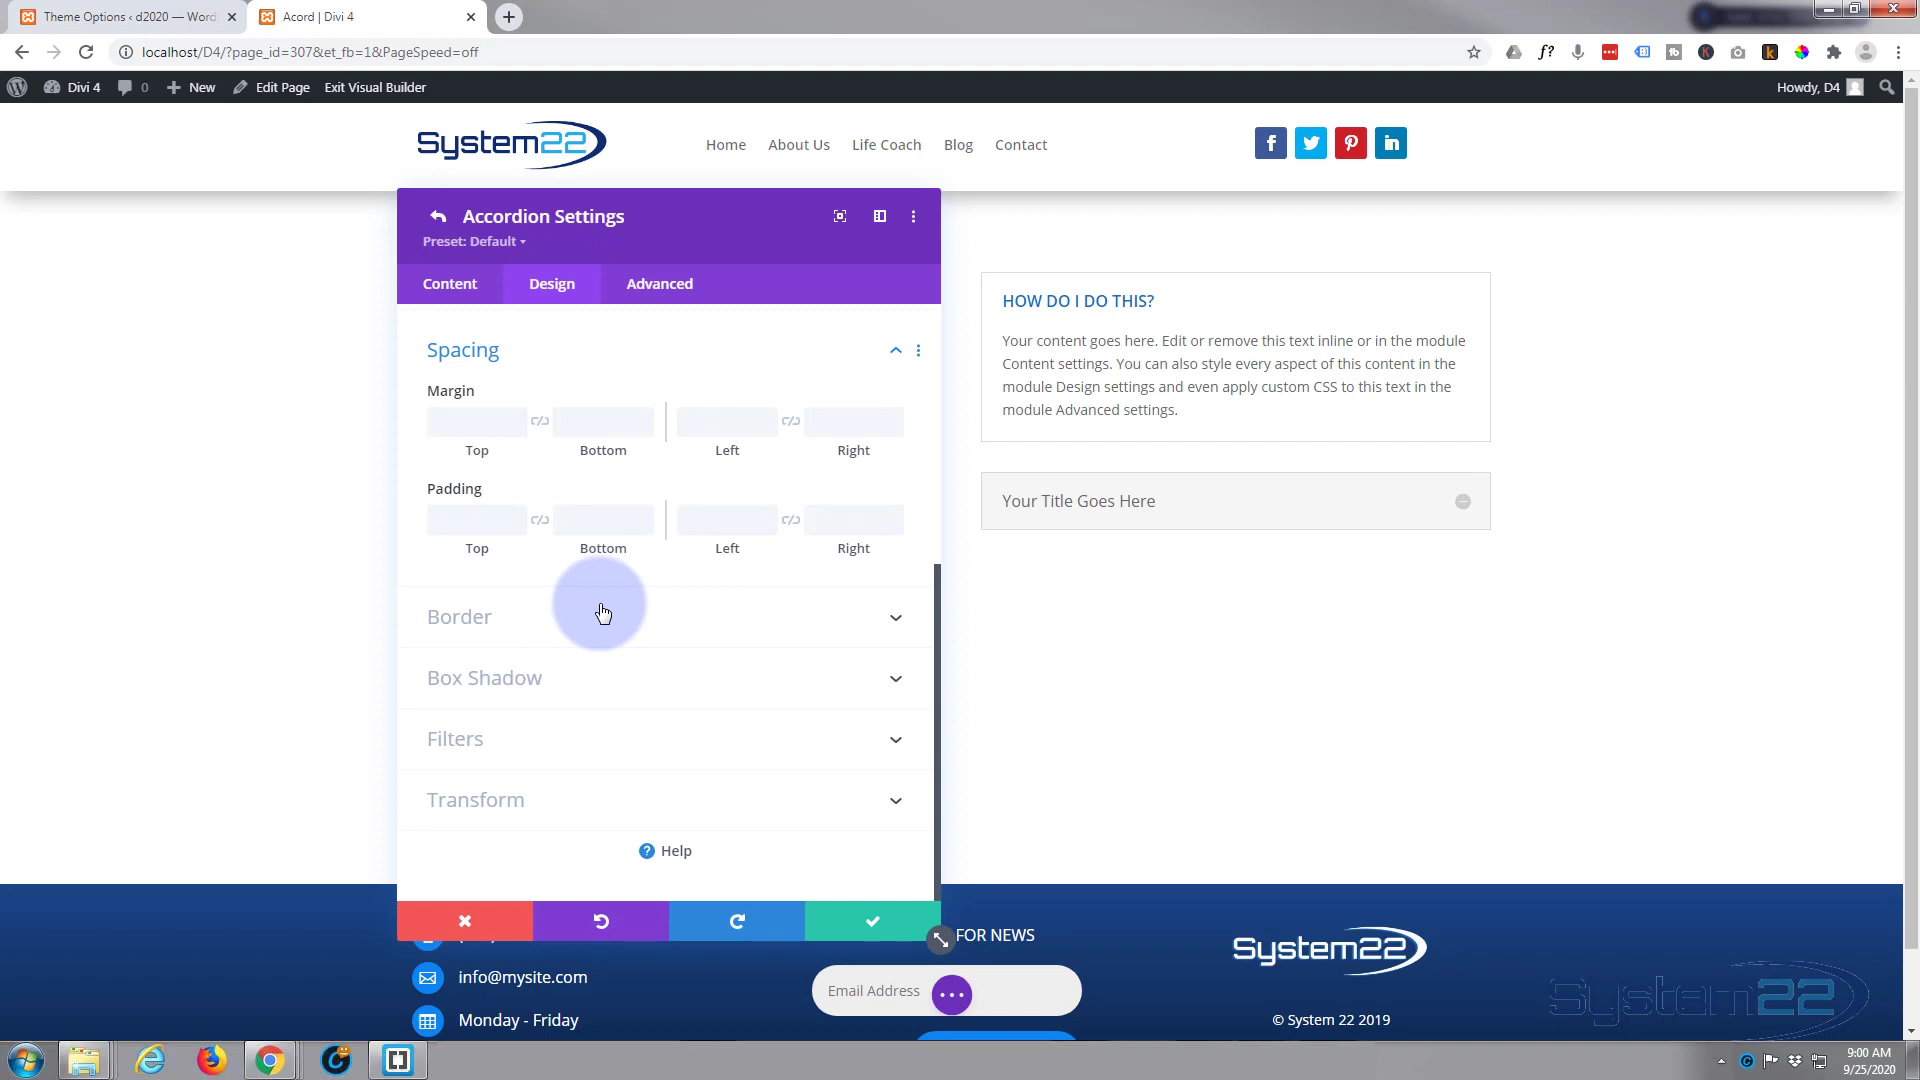 Theme Options ‹ d2020 — Word
Acord | Divi 4
localhost/D4/?page_id=307&et_fb=1&PageSpeed=off
Divi 4
0
New
Edit Page
Exit Visual Builder
Howdy, D4
System22
Home
About Us
Life Coach
Blog
Contact
Accordion Settings
Preset: Default
Content
Design
Advanced
Spacing
Margin
Top
Bottom
Left
Right
Padding
Top
Bottom
Left
Right
Border
Box Shadow
Filters
Transform
Help
HOW DO I DO THIS?
Your content goes here. Edit or remove this text inline or in the module
Content settings. You can also style every aspect of this content in the
module Design settings and even apply custom CSS to this text in the
module Advanced settings.
Your Title Goes Here
FOR NEWS
info@mysite.com
Email Address
Monday - Friday
System22
© System 22 2019
System22
9:00 AM
9/25/2020